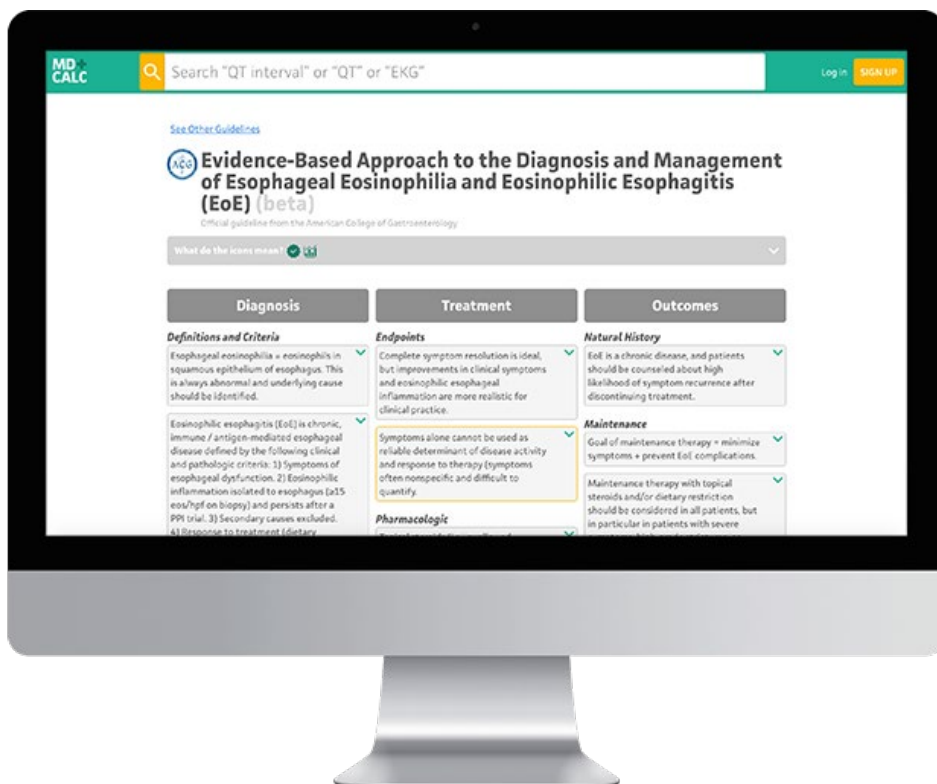 MD+
CALC
Search "QT interval" or "QT" or "EKG"
Log in
SIGN UP
See Other Guidelines
ACG
Evidence-Based Approach to the Diagnosis and Management
of Esophageal Eosinophilia and Eosinophilic Esophagitis
(EoE) (beta)
Official guideline from the American College of Gastroenterology
What do the icons mean?
Diagnosis
Definitions and Criteria
Esophageal eosinophilia = eosinophils in
squamous epithelium of esophagus. This
is always abnormal and underlying cause
should be identified.
Eosinophilic esophagitis (EoE) is chronic,
immune / antigen-mediated esophageal
disease defined by the following clinical
and pathologic criteria: 1) Symptoms of
esophageal dysfunction. 2) Eosinophilic
inflammation isolated to esophagus (≥15
eos/hpf on biopsy) and persists after a
PPI trial. 3) Secondary causes excluded.
4) Response to treatment (dietary
Treatment
Endpoints
Complete symptom resolution is ideal,
but improvements in clinical symptoms
and eosinophilic esophageal
inflammation are more realistic for
clinical practice.
Symptoms alone cannot be used as
reliable determinant of disease activity
and response to therapy (symptoms
often nonspecific and difficult to
quantify.
Pharmacologic
Outcomes
Natural History
EoE is a chronic disease, and patients
should be counseled about high
likelihood of symptom recurrence after
discontinuing treatment.
Maintenance
Goal of maintenance therapy = minimize
symptoms + prevent EoE complications.
Maintenance therapy with topical
steroids and/or dietary restriction
should be considered in all patients, but
in particular in patients with severe